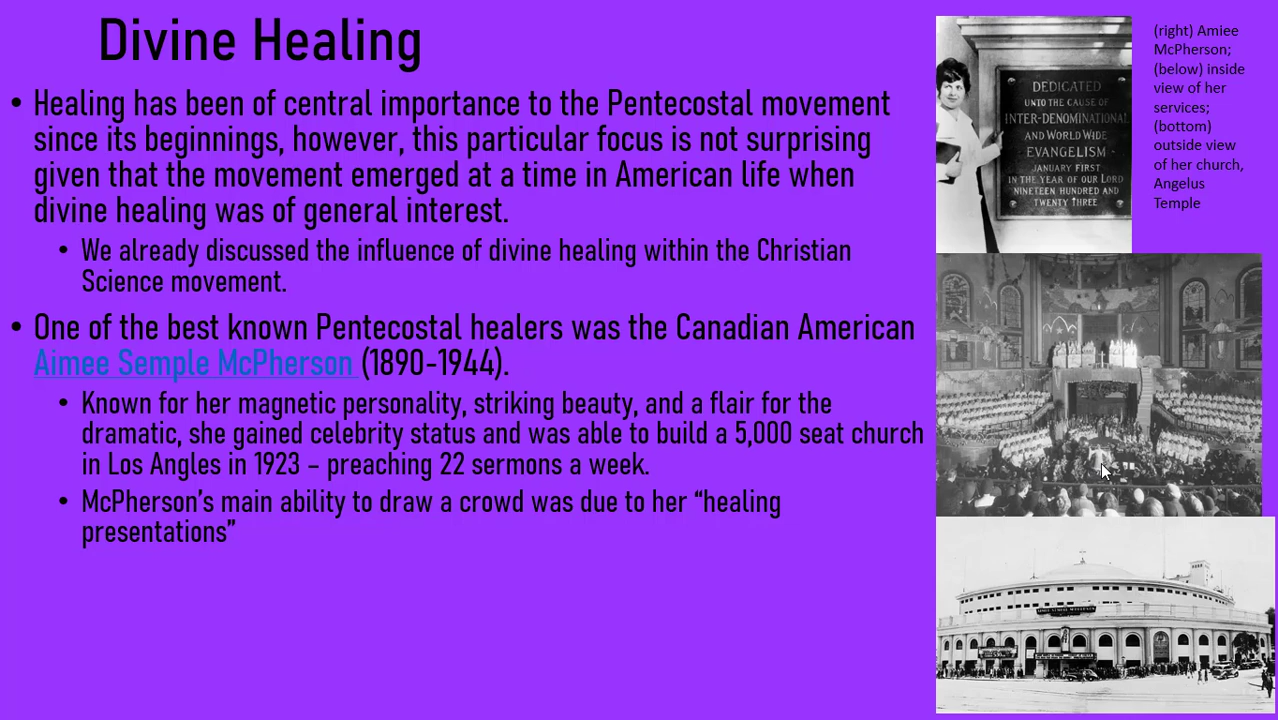 Divine Healing
• Healing has been of central importance to the Pentecostal movement
since its beginnings, however, this particular focus is not surprising
given that the movement emerged at a time in American life when
divine healing was of general interest.
• We already discussed the influence of divine healing within the Christian
Science movement.
• One of the best known Pentecostal healers was the Canadian American
Aimee Semple McPherson (1890-1944).
• Known for her magnetic personality, striking beauty, and a flair for the
dramatic, she gained celebrity status and was able to build a 5,000 seat church
in Los Angles in 1923 – preaching 22 sermons a week.
• McPherson’s main ability to draw a crowd was due to her “healing
presentations”
DEDICATED
UNTO THE CAUSE OF
INTER-DENOMINATIONAL
AND WORLD WIDE
EVANGELISM -
JANUARY FIRST
IN THE YEAR OF OUR LORD
NINETEEN HUNDRED AND
TWENTY THREE
(right) Amiee
McPherson;
(below) inside
view of her
services;
(bottom)
outside view
of her church,
Angelus
Temple